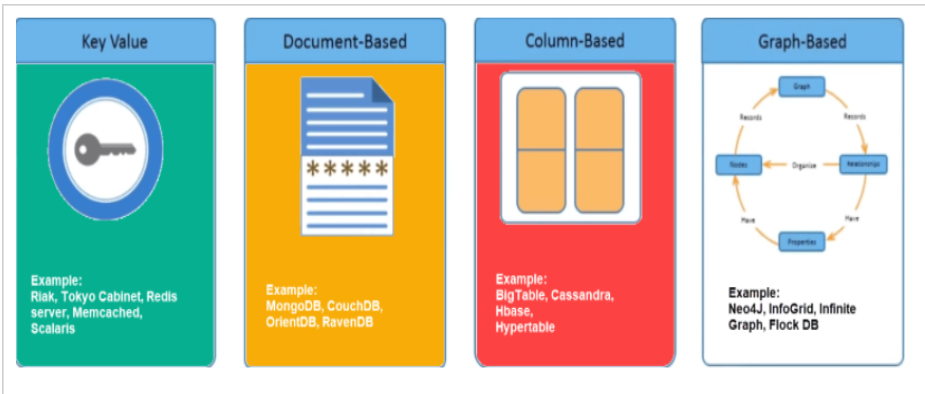 Key Value
Example:
Riak, Tokyo Cabinet, Redis
server, Memcached,
Scalaris
Document-Based
*****
Example:
MongoDB, CouchDB,
OrientDB, RavenDB
Column-Based
Example:
BigTable, Cassandra,
Hbase,
Hypertable
Graph-Based
Graph
Records
Records
Nodes
Organize
Relationships
Have
Have
Properties
Example:
Neo4J, InfoGrid, Infinite
Graph, Flock DB